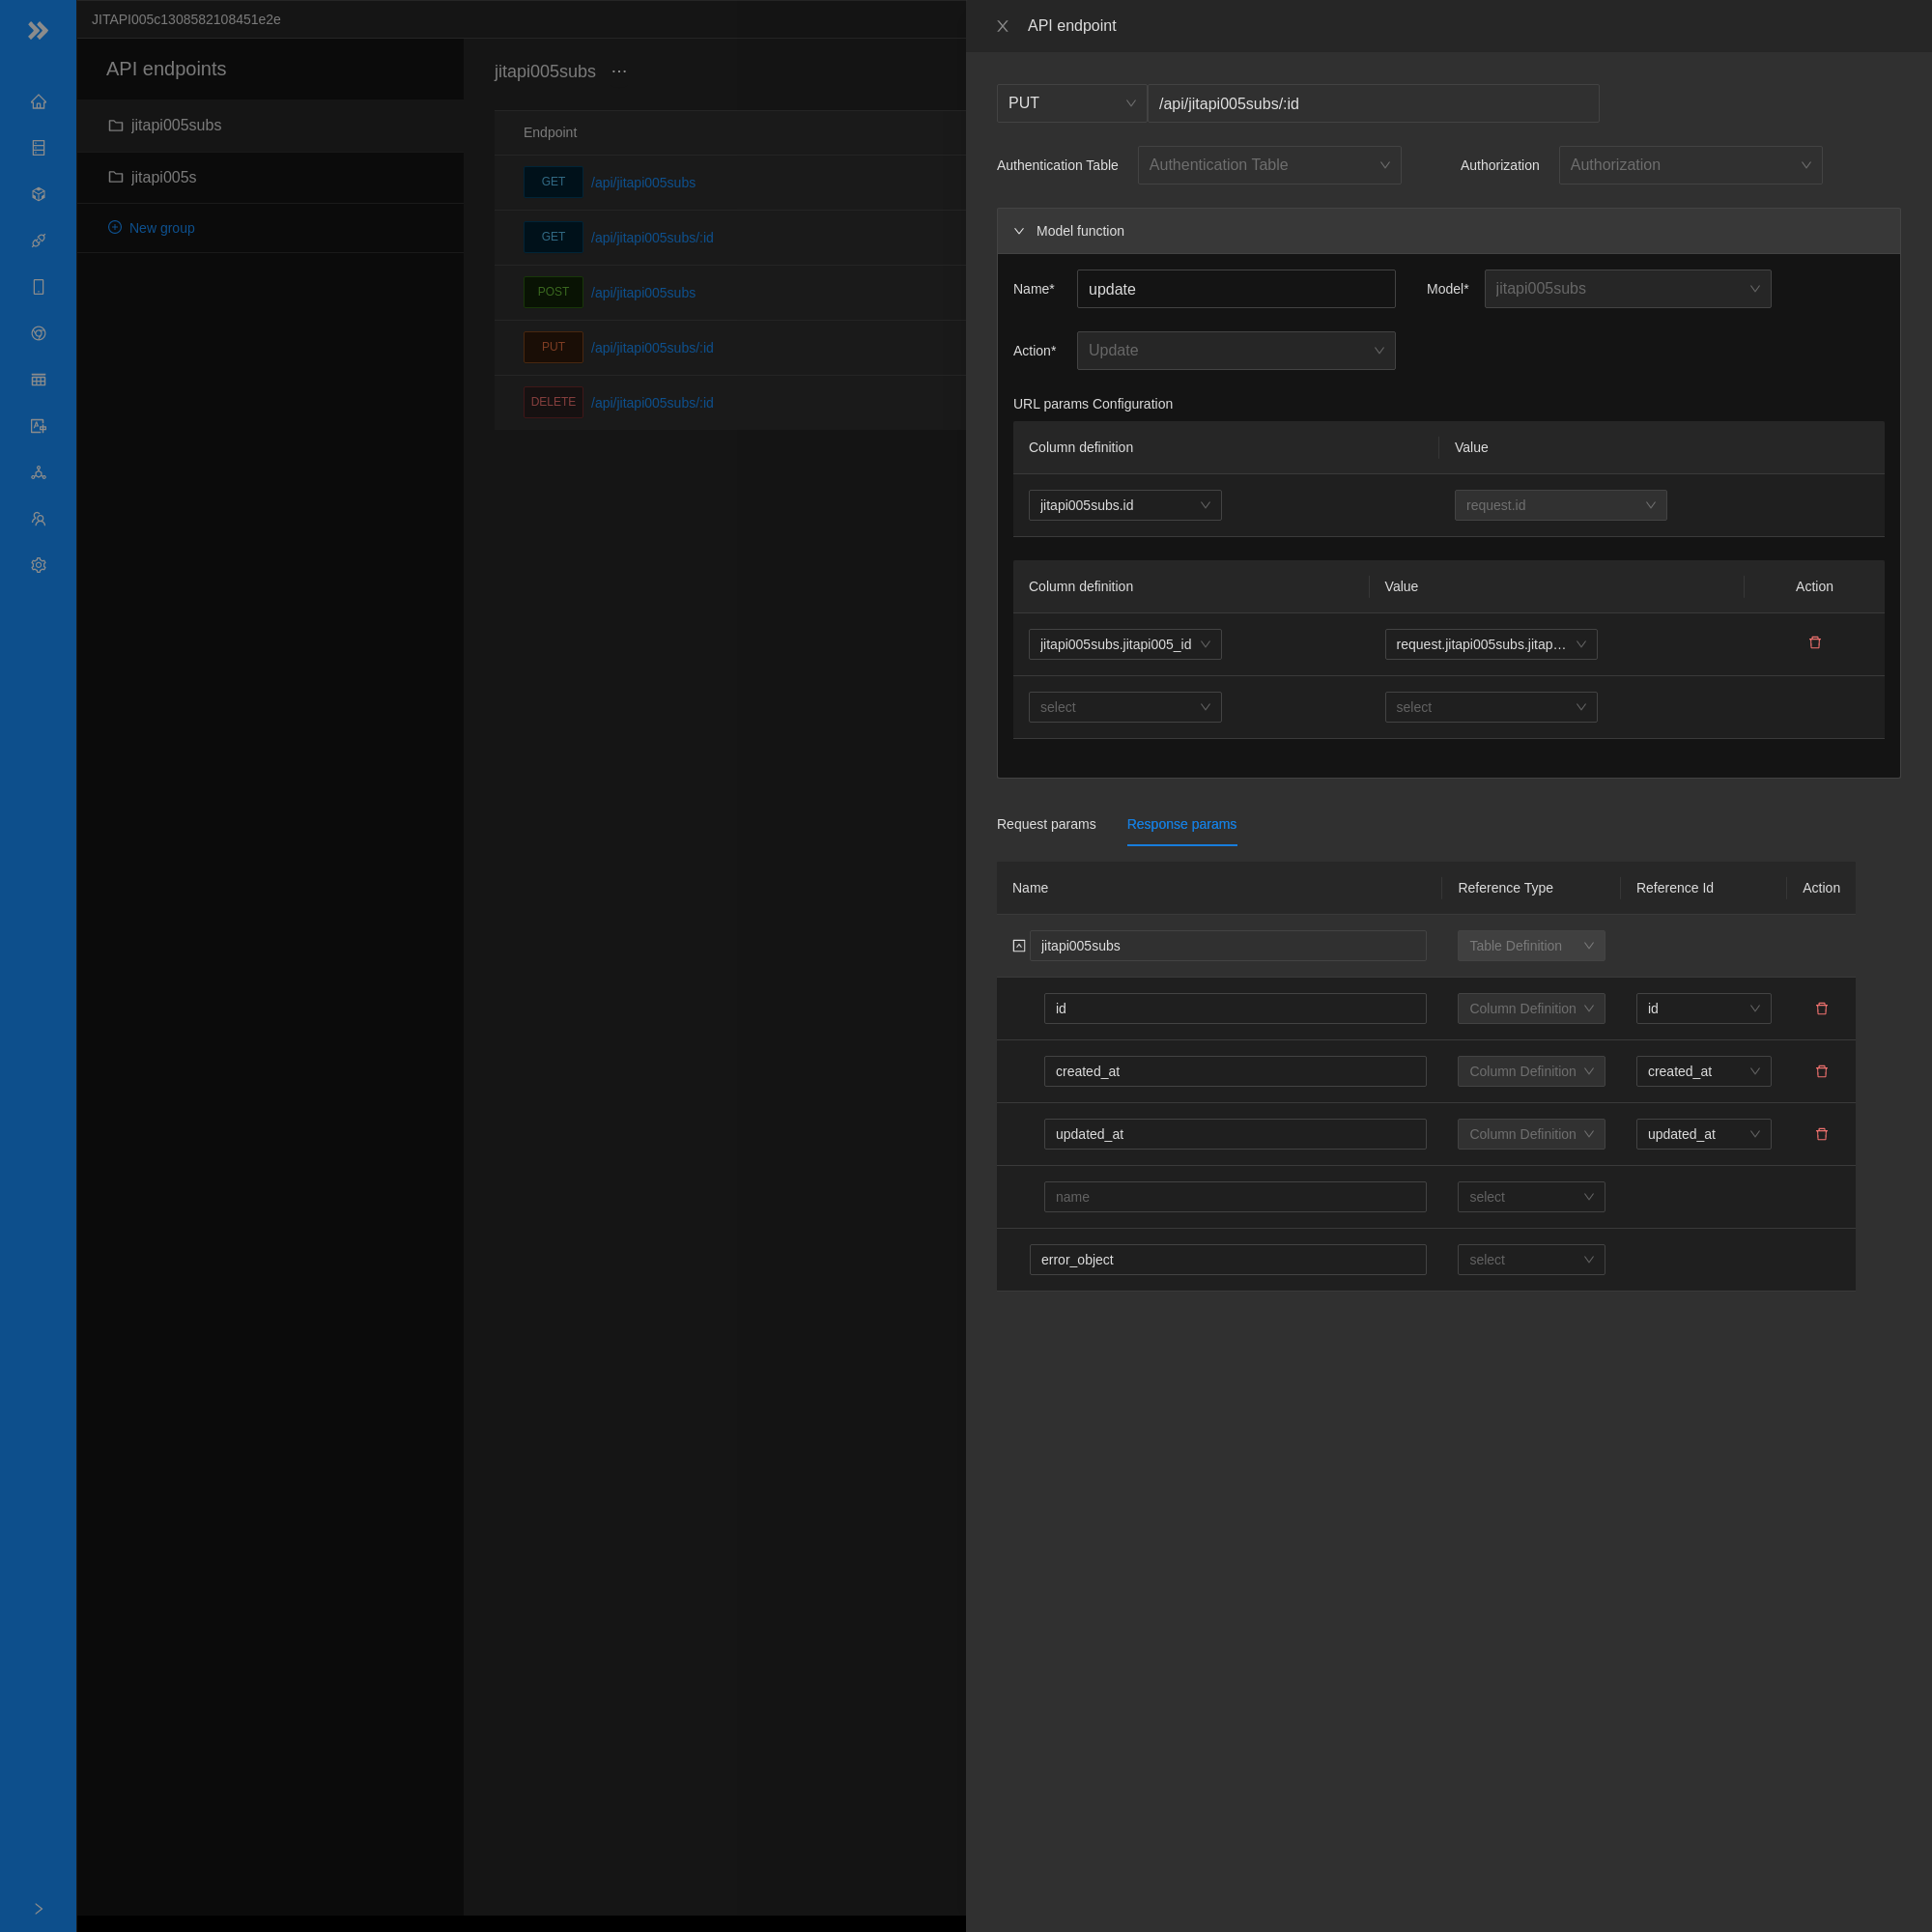 JITAPI005c1308582108451e2e
API endpoints
jitapi005subs
jitapi005s
New group
jitapi005subs ···
Endpoint
GET /api/jitapi005subs
GET /api/jitapi005subs/:id
POST /api/jitapi005subs
PUT /api/jitapi005subs/:id
DELETE /api/jitapi005subs/:id
API endpoint
PUT /api/jitapi005subs/:id
Authentication Table Authentication Table Authorization Authorization
Model function
Name* update Model* jitapi005subs
Action* Update
URL params Configuration
Column definition Value
jitapi005subs.id request.id
Column definition Value Action
jitapi005subs.jitapi005_id request.jitapi005subs.jitap…
select select
Request params Response params
Name Reference Type Reference Id Action
jitapi005subs Table Definition
id Column Definition id
created_at Column Definition created_at
updated_at Column Definition updated_at
name select
error_object select